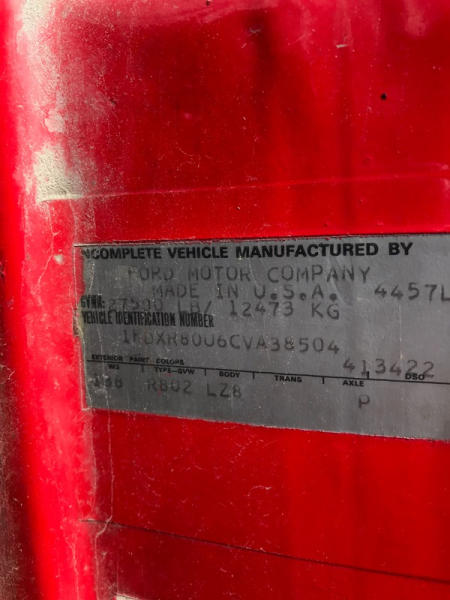 INCOMPLETE VEHICLE MANUFACTURED BY
FORD MOTOR COMPANY
MADE IN U.S.A. 4457L
GVWR: 27500 LB/ 12473 KG
VEHICLE IDENTIFICATION NUMBER
1FDXR80U6CVA38504
EXTERIOR PAINT COLORS 413422
WB TYPE-GVW BODY TRANS AXLE DSO
158 R802 LZ8 P